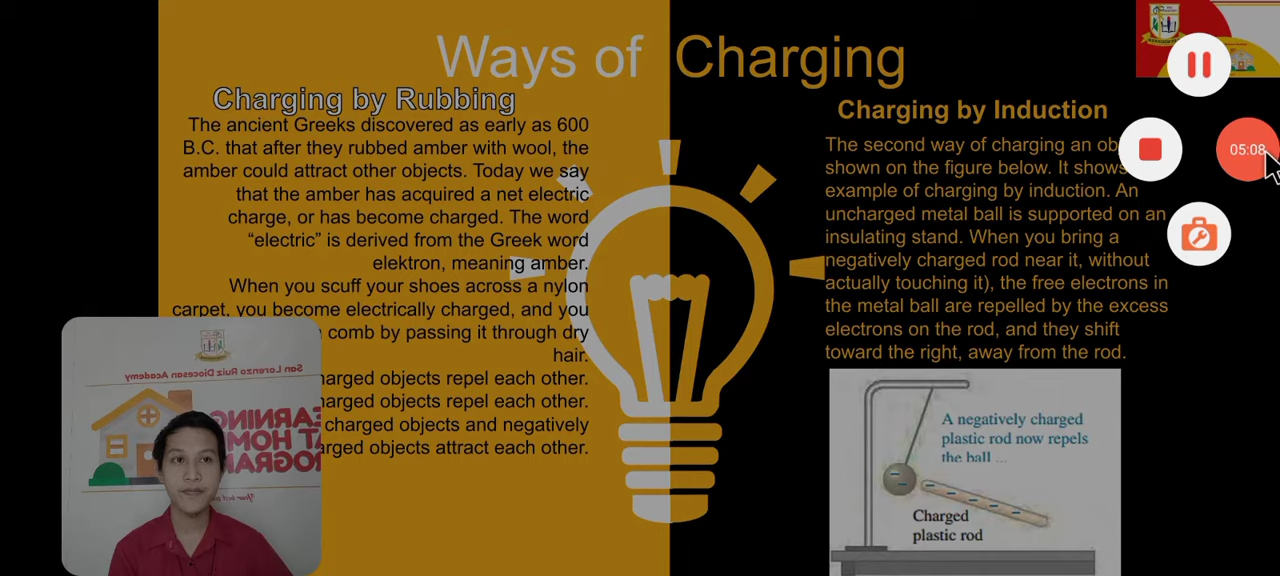 Ways of Charging
Charging by Rubbing
The ancient Greeks discovered as early as 600
B.C. that after they rubbed amber with wool, the
amber could attract other objects. Today we say
that the amber has acquired a net electric
charge, or has become charged. The word
“electric” is derived from the Greek word
elektron, meaning amber.
When you scuff your shoes across a nylon
carpet, you become electrically charged, and you
comb by passing it through dry
hair.
harged objects repel each other.
harged objects repel each other.
charged objects and negatively
arged objects attract each other.
San Lorenzo Ruiz Diocesan Academy
EARNING
AT HOM
PROGRA
Charging by Induction
The second way of charging an ob
shown on the figure below. It shows
example of charging by induction. An
uncharged metal ball is supported on an
insulating stand. When you bring a
negatively charged rod near it, without
actually touching it), the free electrons in
the metal ball are repelled by the excess
electrons on the rod, and they shift
toward the right, away from the rod.
A negatively charged
plastic rod now repels
the ball ...
Charged
plastic rod
05:08